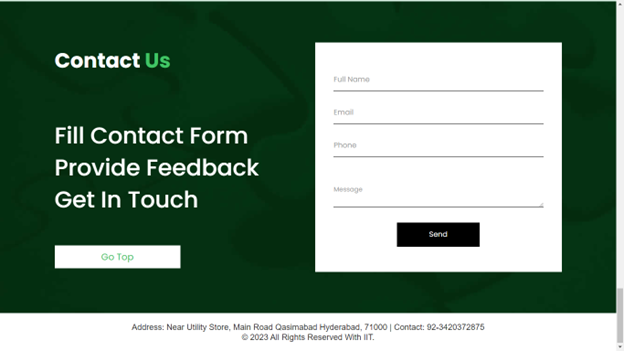 Contact Us
Fill Contact Form
Provide Feedback
Get In Touch
Go Top
Full Name
Email
Phone
Message
Send
Address: Near Utility Store, Main Road Qasimabad Hyderabad, 71000 | Contact: 92-3420372875
© 2023 All Rights Reserved With IIT.